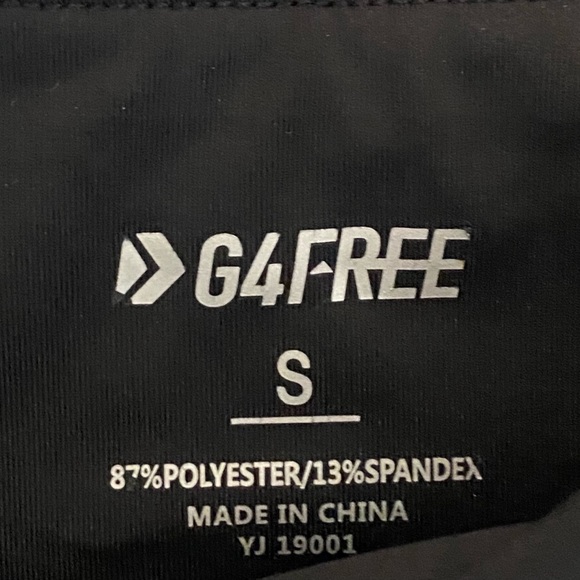 G4FREE
S
87%POLYESTER/13%SPANDEX
MADE IN CHINA
YJ 19001